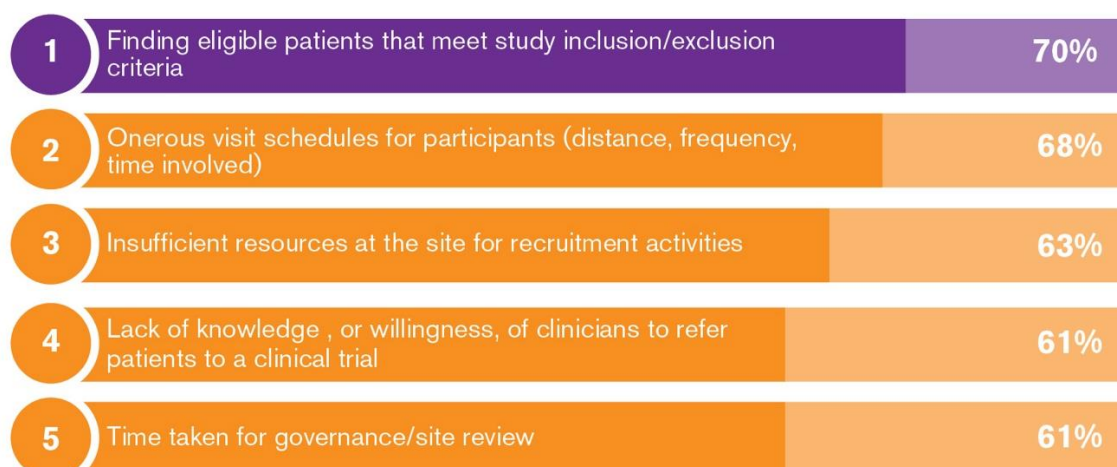 1
Finding eligible patients that meet study inclusion/exclusion
criteria
70%
2
Onerous visit schedules for participants (distance, frequency,
time involved)
68%
3
Insufficient resources at the site for recruitment activities
63%
4
Lack of knowledge , or willingness, of clinicians to refer
patients to a clinical trial
61%
5
Time taken for governance/site review
61%